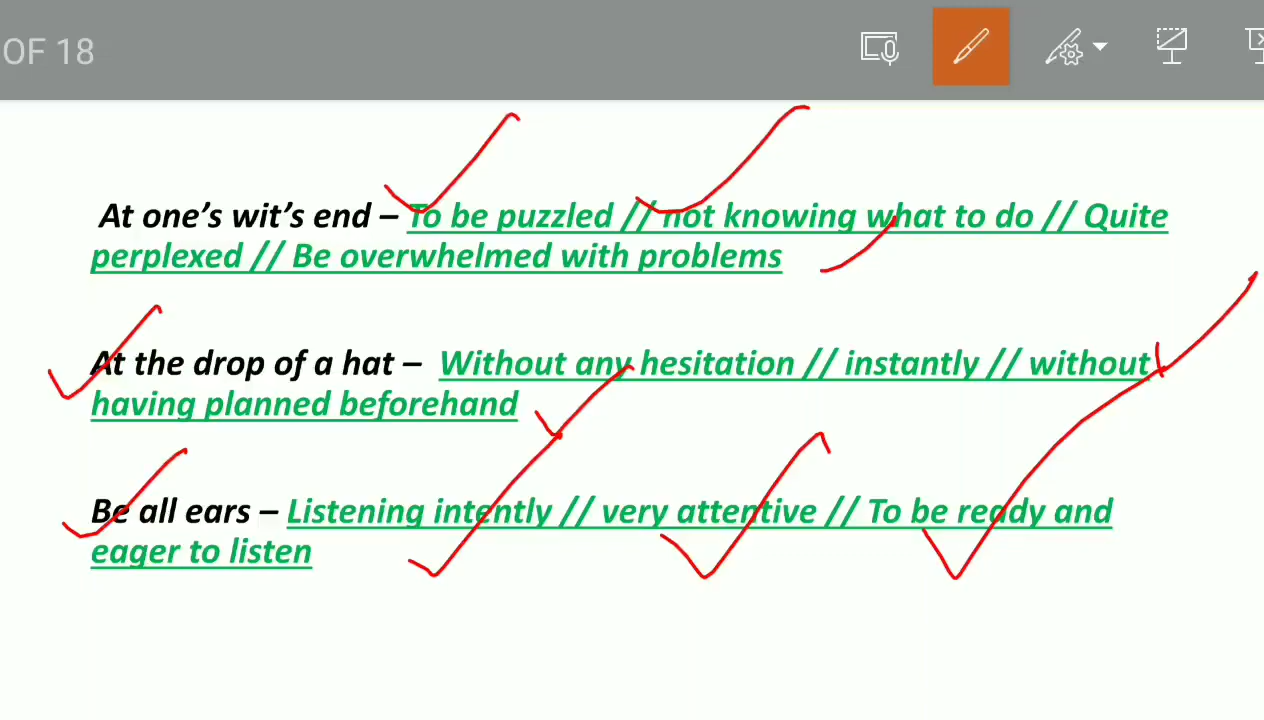 OF 18
At one's wit's end – To be puzzled // not knowing what to do // Quite
perplexed // Be overwhelmed with problems
At the drop of a hat – Without any hesitation // instantly // without
having planned beforehand
Be all ears – Listening intently // very attentive // To be ready and
eager to listen